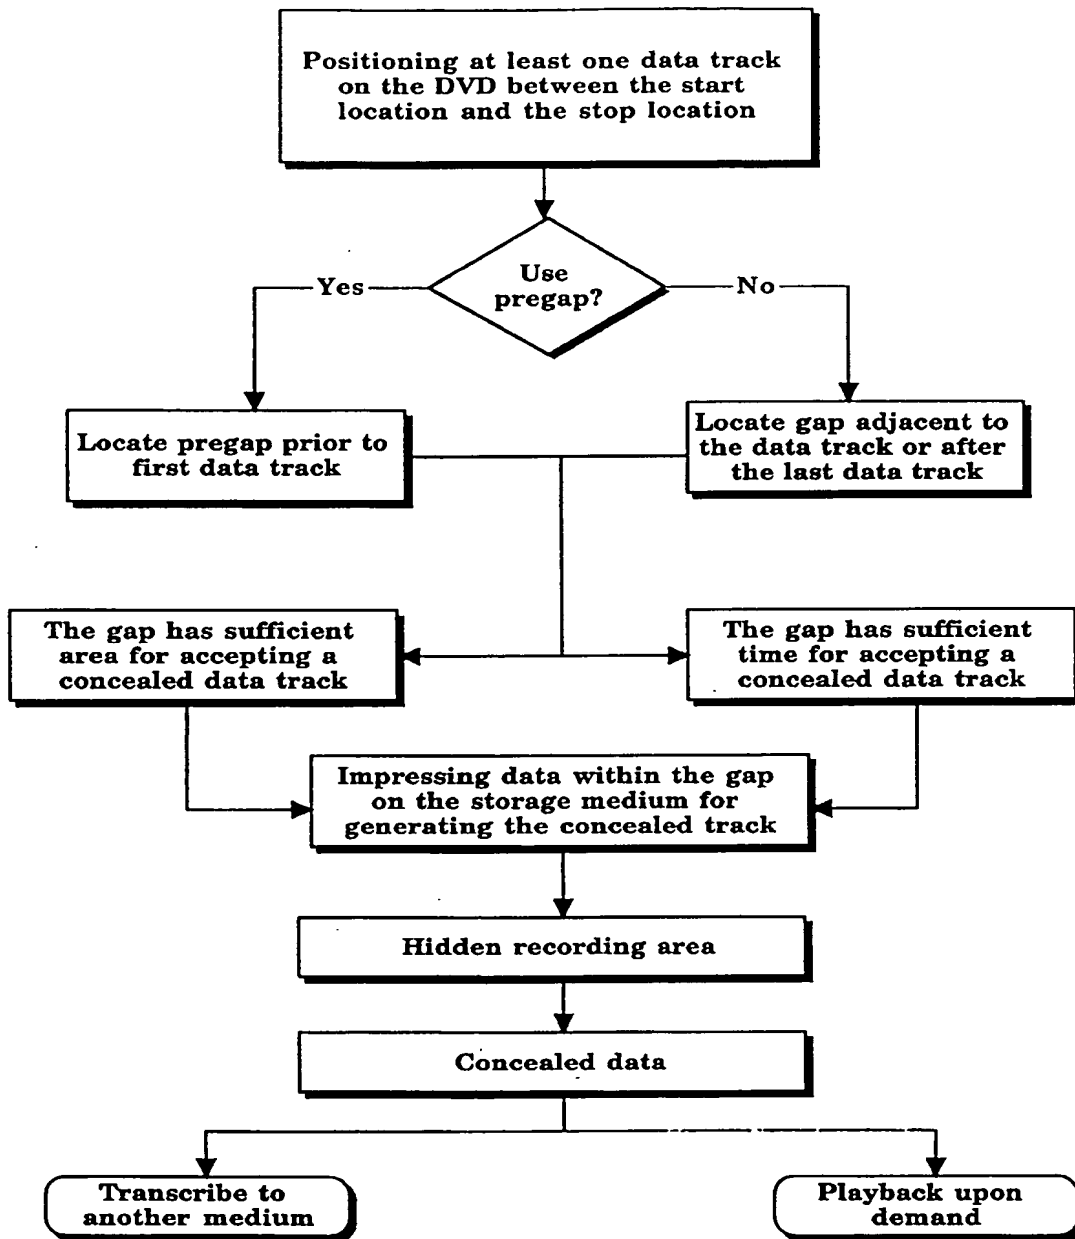 Positioning at least one data track
on the DVD between the start
location and the stop location
Use
pregap?
Yes
No
Locate pregap prior to
first data track
Locate gap adjacent to
the data track or after
the last data track
The gap has sufficient
area for accepting a
concealed data track
The gap has sufficient
time for accepting a
concealed data track
Impressing data within the gap
on the storage medium for
generating the concealed track
Hidden recording area
Concealed data
Transcribe to
another medium
Playback upon
demand